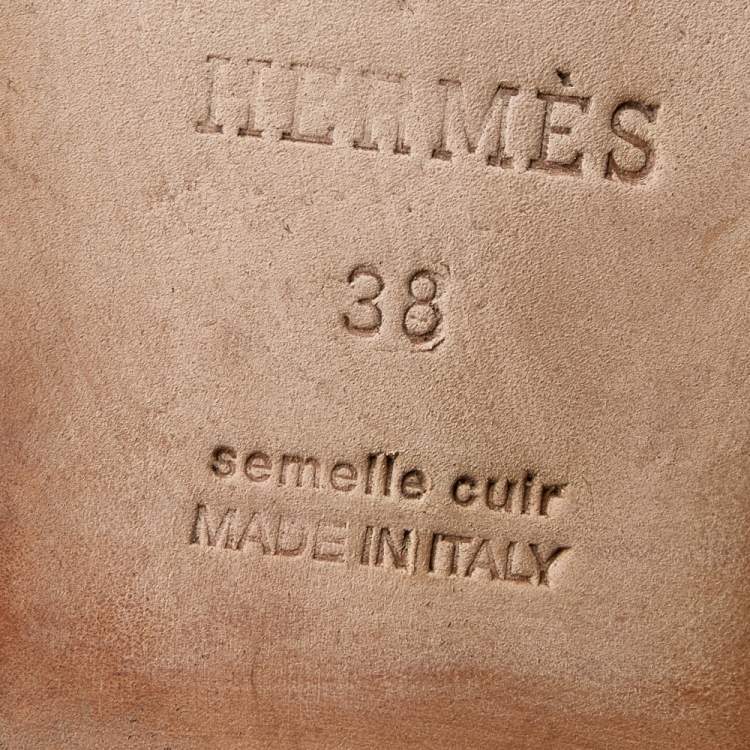 HERMÈS
38
semelle cuir
MADE IN ITALY